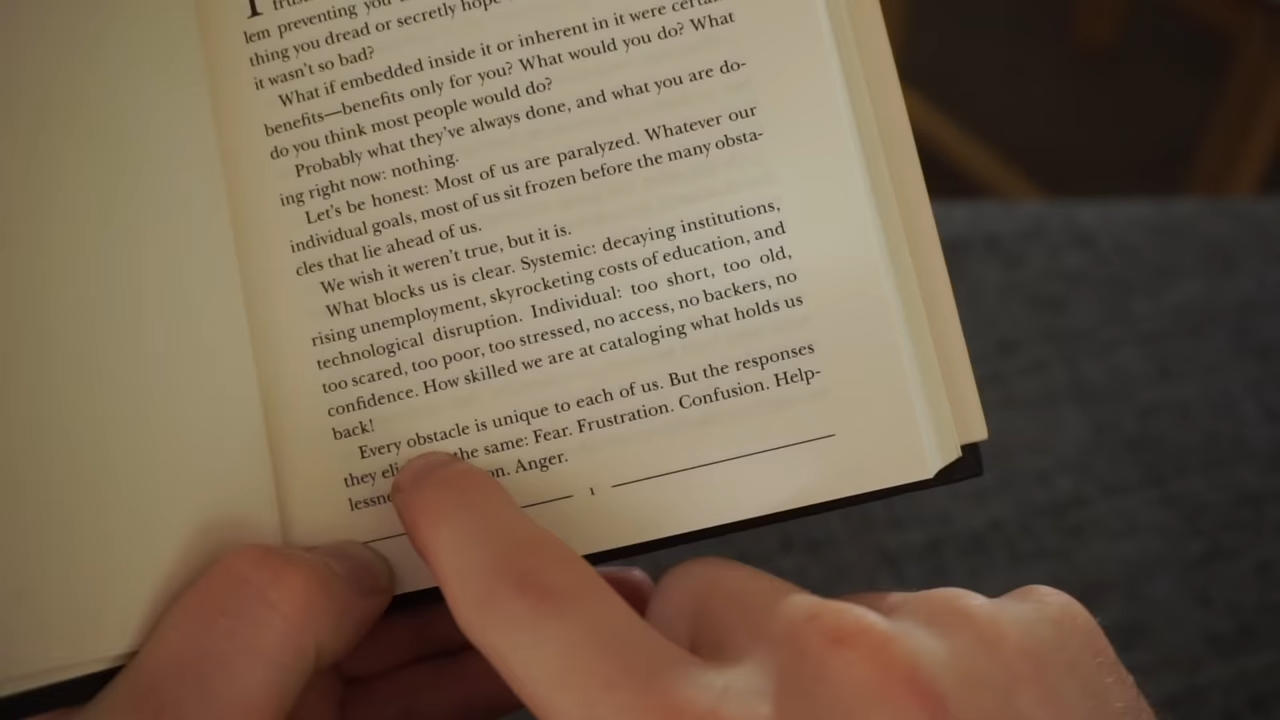 lem preventing you
thing you dread or secretly hope
it wasn't so bad?
What if embedded inside it or inherent in it were certain
benefits—benefits only for you? What would you do? What
do you think most people would do?
Probably what they've always done, and what you are do-
ing right now: nothing.
Let's be honest: Most of us are paralyzed. Whatever our
individual goals, most of us sit frozen before the many obsta-
cles that lie ahead of us.
We wish it weren't true, but it is.
What blocks us is clear. Systemic: decaying institutions,
rising unemployment, skyrocketing costs of education, and
technological disruption. Individual: too short, too old,
too scared, too poor, too stressed, no access, no backers, no
confidence. How skilled we are at cataloging what holds us
back!
Every obstacle is unique to each of us. But the responses
they the same: Fear. Frustration. Confusion. Help-
Anger.
1